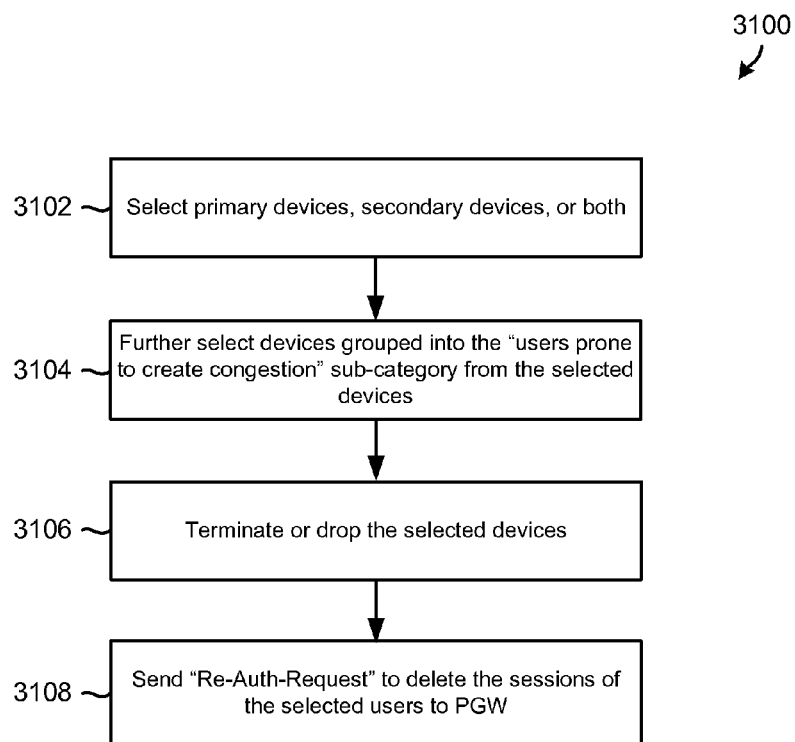 3100
3102
Select primary devices, secondary devices, or both
3104
Further select devices grouped into the “users prone
to create congestion” sub-category from the selected
devices
3106
Terminate or drop the selected devices
3108
Send “Re-Auth-Request” to delete the sessions of
the selected users to PGW